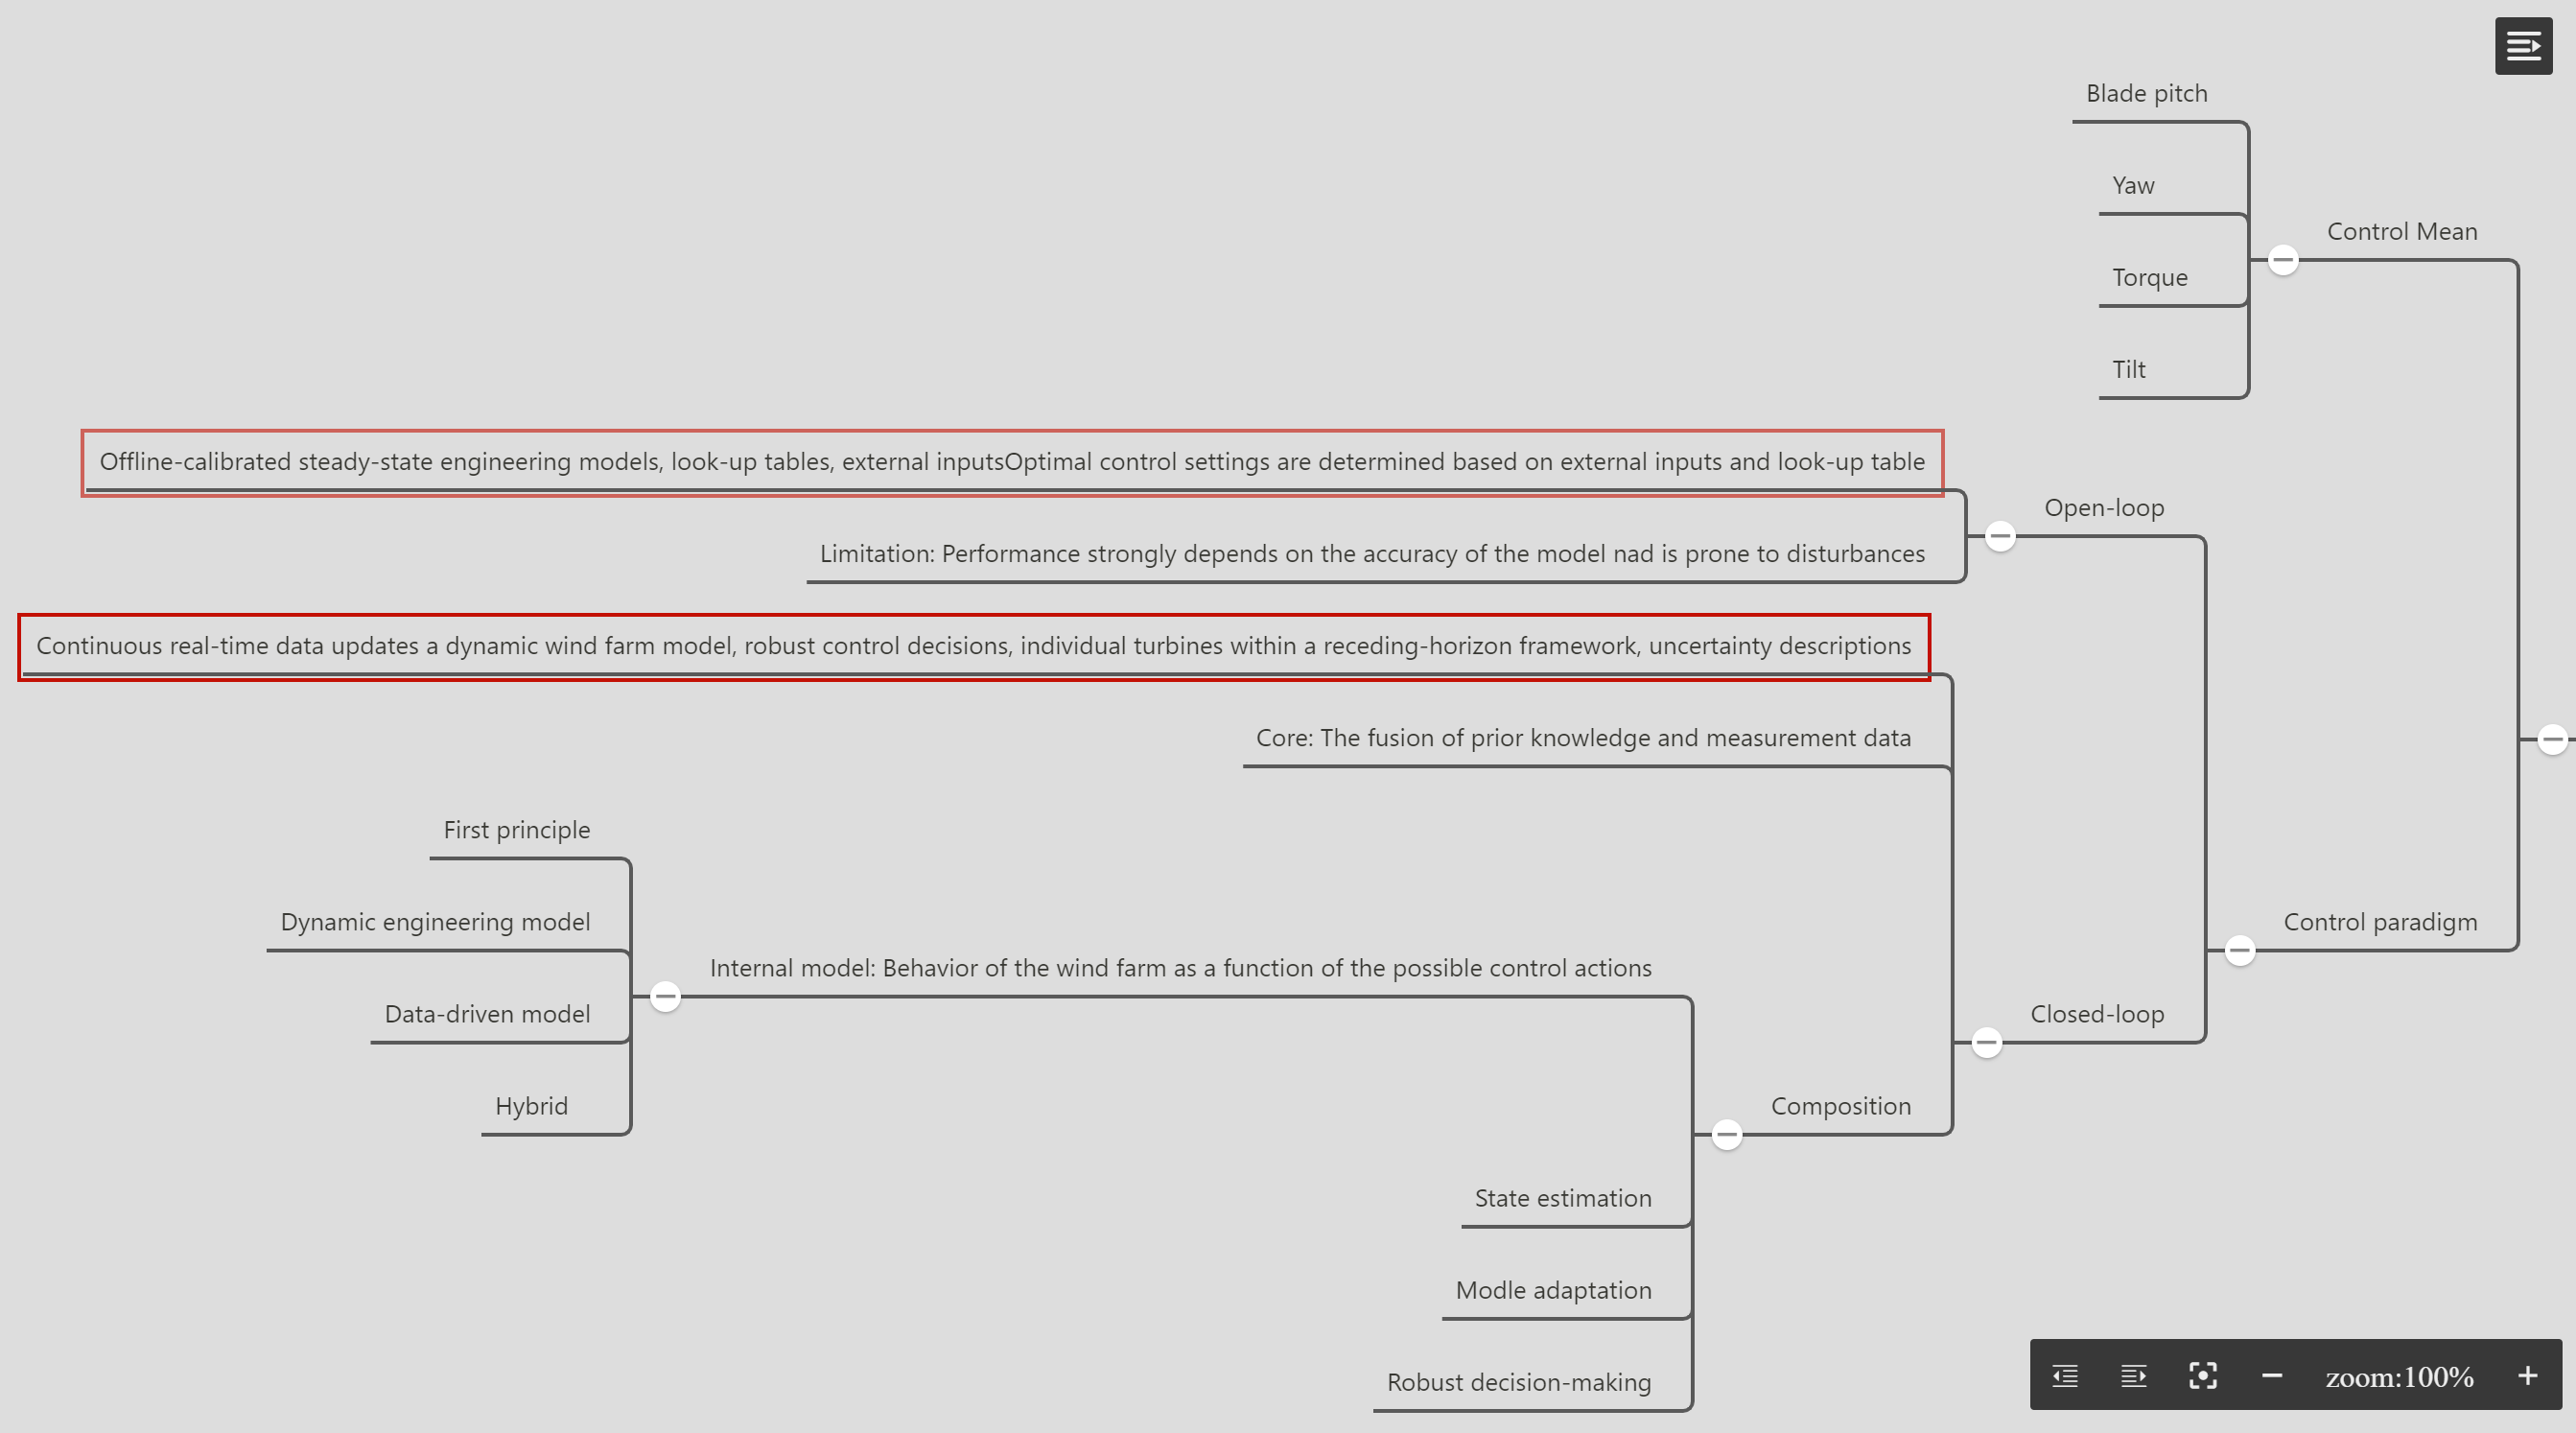 Blade pitch
Yaw
Control Mean
Torque
Tilt
Offline-calibrated steady-state engineering models, look-up tables, external inputsOptimal control settings are determined based on external inputs and look-up table
Open-loop
Limitation: Performance strongly depends on the accuracy of the model nad is prone to disturbances
Continuous real-time data updates a dynamic wind farm model, robust control decisions, individual turbines within a receding-horizon framework, uncertainty descriptions
Core: The fusion of prior knowledge and measurement data
First principle
Dynamic engineering model
Control paradigm
Internal model: Behavior of the wind farm as a function of the possible control actions
Data-driven model
Closed-loop
Hybrid
Composition
State estimation
Modle adaptation
Robust decision-making
zoom:100%